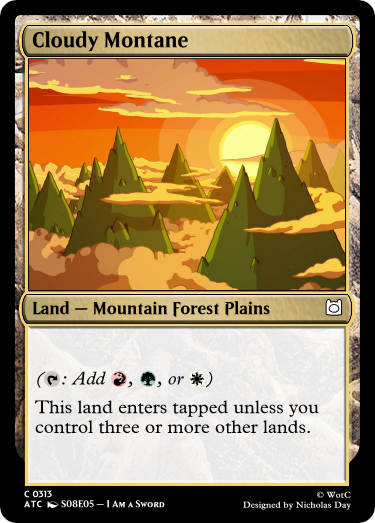 Cloudy Montane
Land — Mountain Forest Plains
(: Add , , or )
This land enters tapped unless you
control three or more other lands.
C 0313
ATC S08E05 — I Am a Sword
© WotC
Designed by Nicholas Day